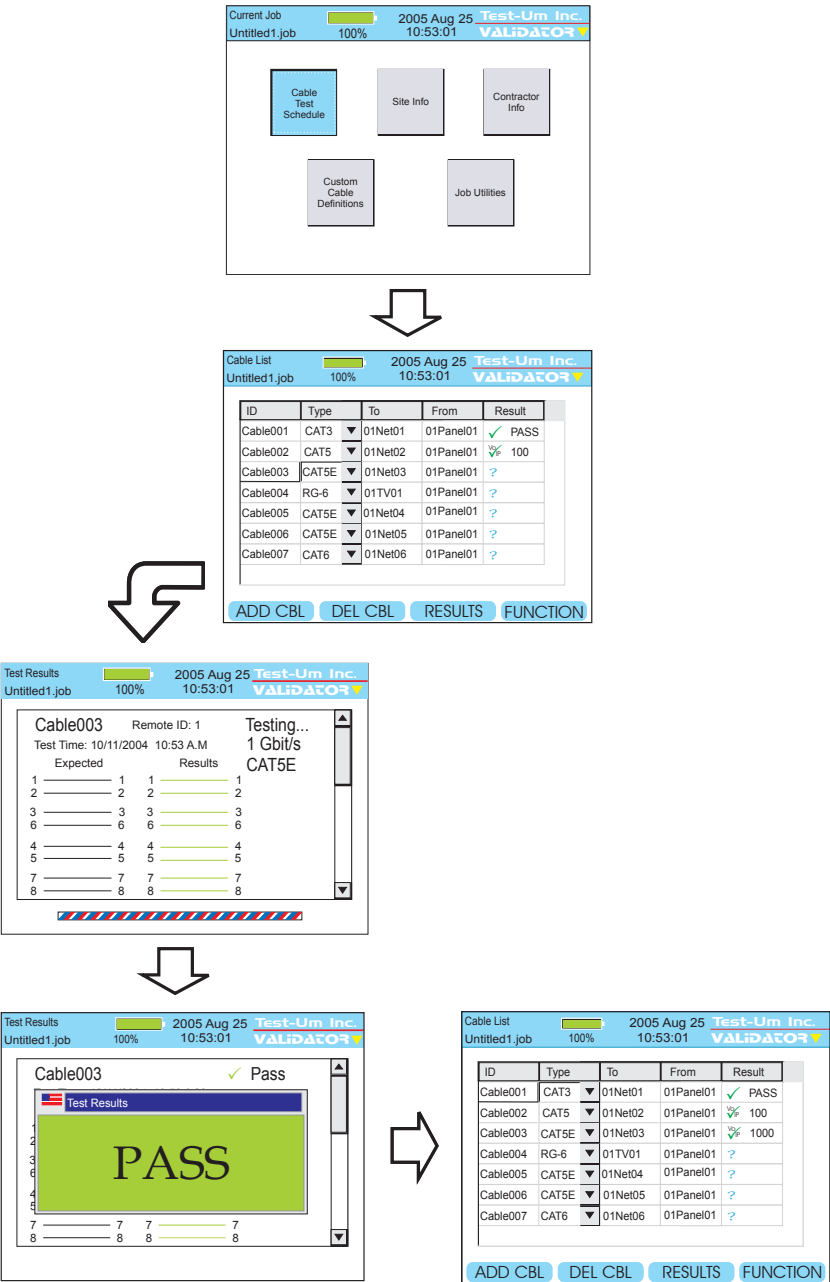 Current Job
Untitled1.job
100%
2005 Aug 25
10:53:01
Test-Um Inc.
VALiDATOR
Cable
Test
Schedule
Site Info
Contractor
Info
Custom
Cable
Definitions
Job Utilities
Cable List
Untitled1.job
100%
2005 Aug 25
10:53:01
Test-Um Inc.
VALiDATOR
ID Type To From Result
Cable001 CAT3 01Net01 01Panel01 PASS
Cable002 CAT5 01Net02 01Panel01 Vo IP 100
Cable003 CAT5E 01Net03 01Panel01 ?
Cable004 RG-6 01TV01 01Panel01 ?
Cable005 CAT5E 01Net04 01Panel01 ?
Cable006 CAT5E 01Net05 01Panel01 ?
Cable007 CAT6 01Net06 01Panel01 ?
ADD CBL DEL CBL RESULTS FUNCTION
Test Results
Untitled1.job
100%
2005 Aug 25
10:53:01
Test-Um Inc.
VALiDATOR
Cable003 Remote ID: 1 Testing...
Test Time: 10/11/2004 10:53 A.M 1 Gbit/s
Expected Results CAT5E
1 1 1 1
2 2 2 2
3 3 3 3
6 6 6 6
4 4 4 4
5 5 5 5
7 7 7 7
8 8 8 8
Test Results
Untitled1.job
100%
2005 Aug 25
10:53:01
Test-Um Inc.
VALiDATOR
Cable003 Pass
Test Results
PASS
7 7 7 7
8 8 8 8
Cable List
Untitled1.job
100%
2005 Aug 25
10:53:01
Test-Um Inc.
VALiDATOR
ID Type To From Result
Cable001 CAT3 01Net01 01Panel01 PASS
Cable002 CAT5 01Net02 01Panel01 Vo IP 100
Cable003 CAT5E 01Net03 01Panel01 Vo IP 1000
Cable004 RG-6 01TV01 01Panel01 ?
Cable005 CAT5E 01Net04 01Panel01 ?
Cable006 CAT5E 01Net05 01Panel01 ?
Cable007 CAT6 01Net06 01Panel01 ?
ADD CBL DEL CBL RESULTS FUNCTION